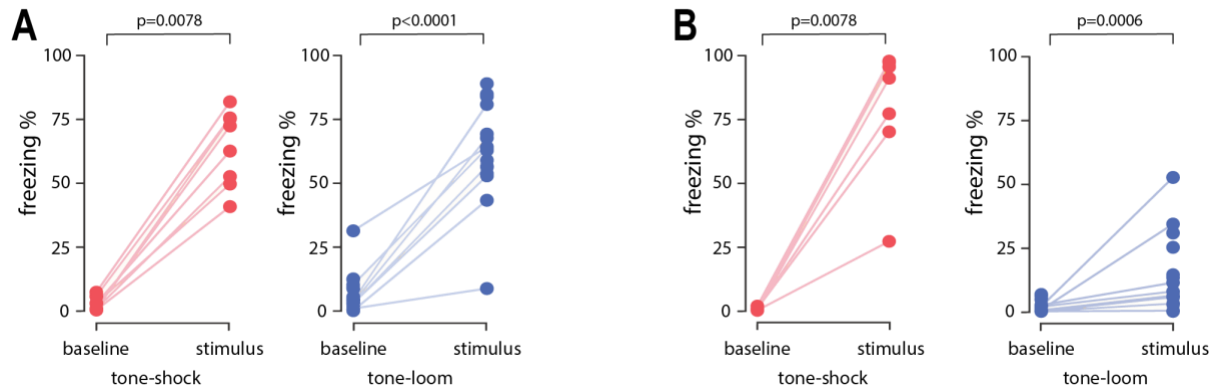 A
p=0.0078
freezing %
100
75
50
25
0
baseline stimulus
tone-shock
p<0.0001
freezing %
100
75
50
25
0
baseline stimulus
tone-loom
B
p=0.0078
freezing %
100
75
50
25
0
baseline stimulus
tone-shock
p=0.0006
freezing %
100
75
50
25
0
baseline stimulus
tone-loom